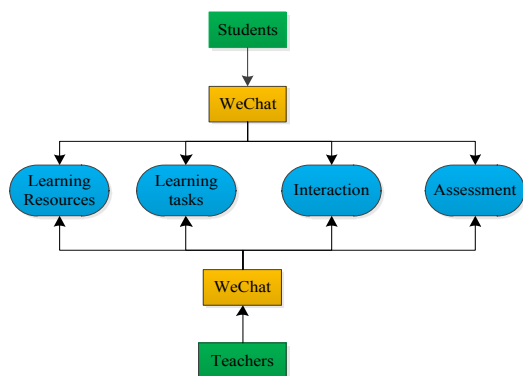 Students
WeChat
Learning
Resources
Learning
tasks
Interaction
Assessment
WeChat
Teachers